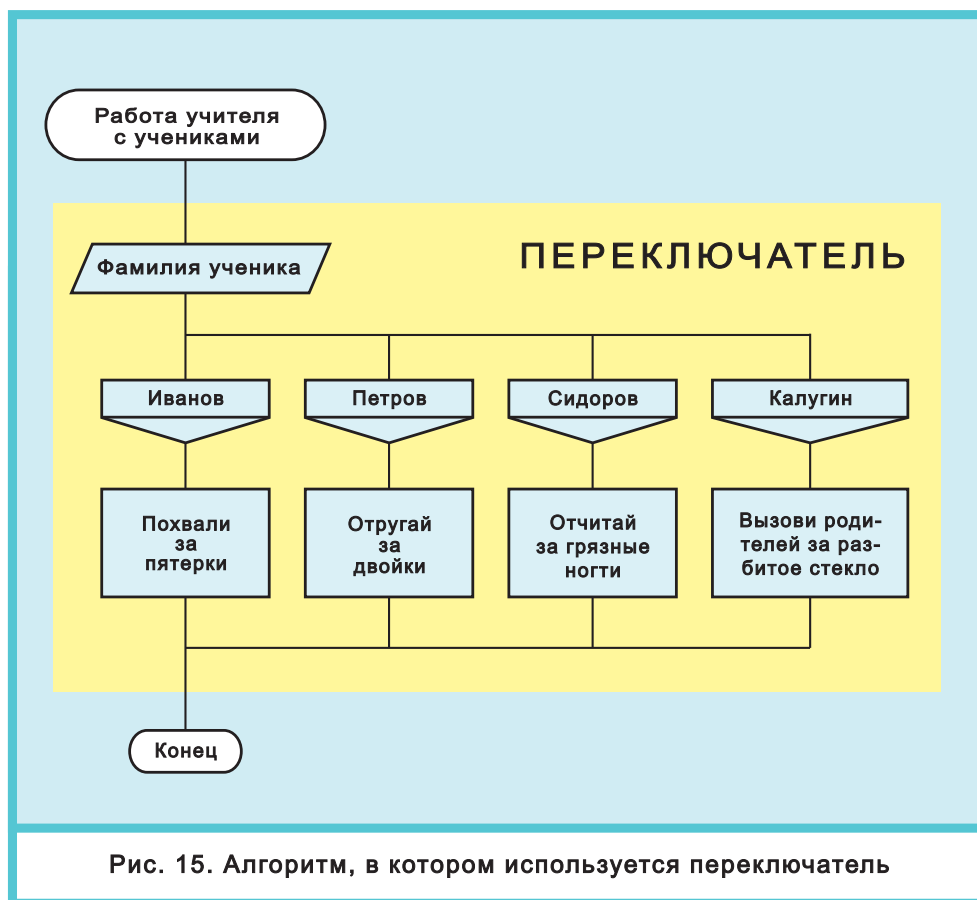 Работа учителя
с учениками
Фамилия ученика
ПЕРЕКЛЮЧАТЕЛЬ
Иванов
Петров
Сидоров
Калугин
Похвали
за
пятерки
Отругай
за
двойки
Отчитай
за грязные
ногти
Вызови роди-
телей за раз-
битое стекло
Конец
Рис. 15. Алгоритм, в котором используется переключатель